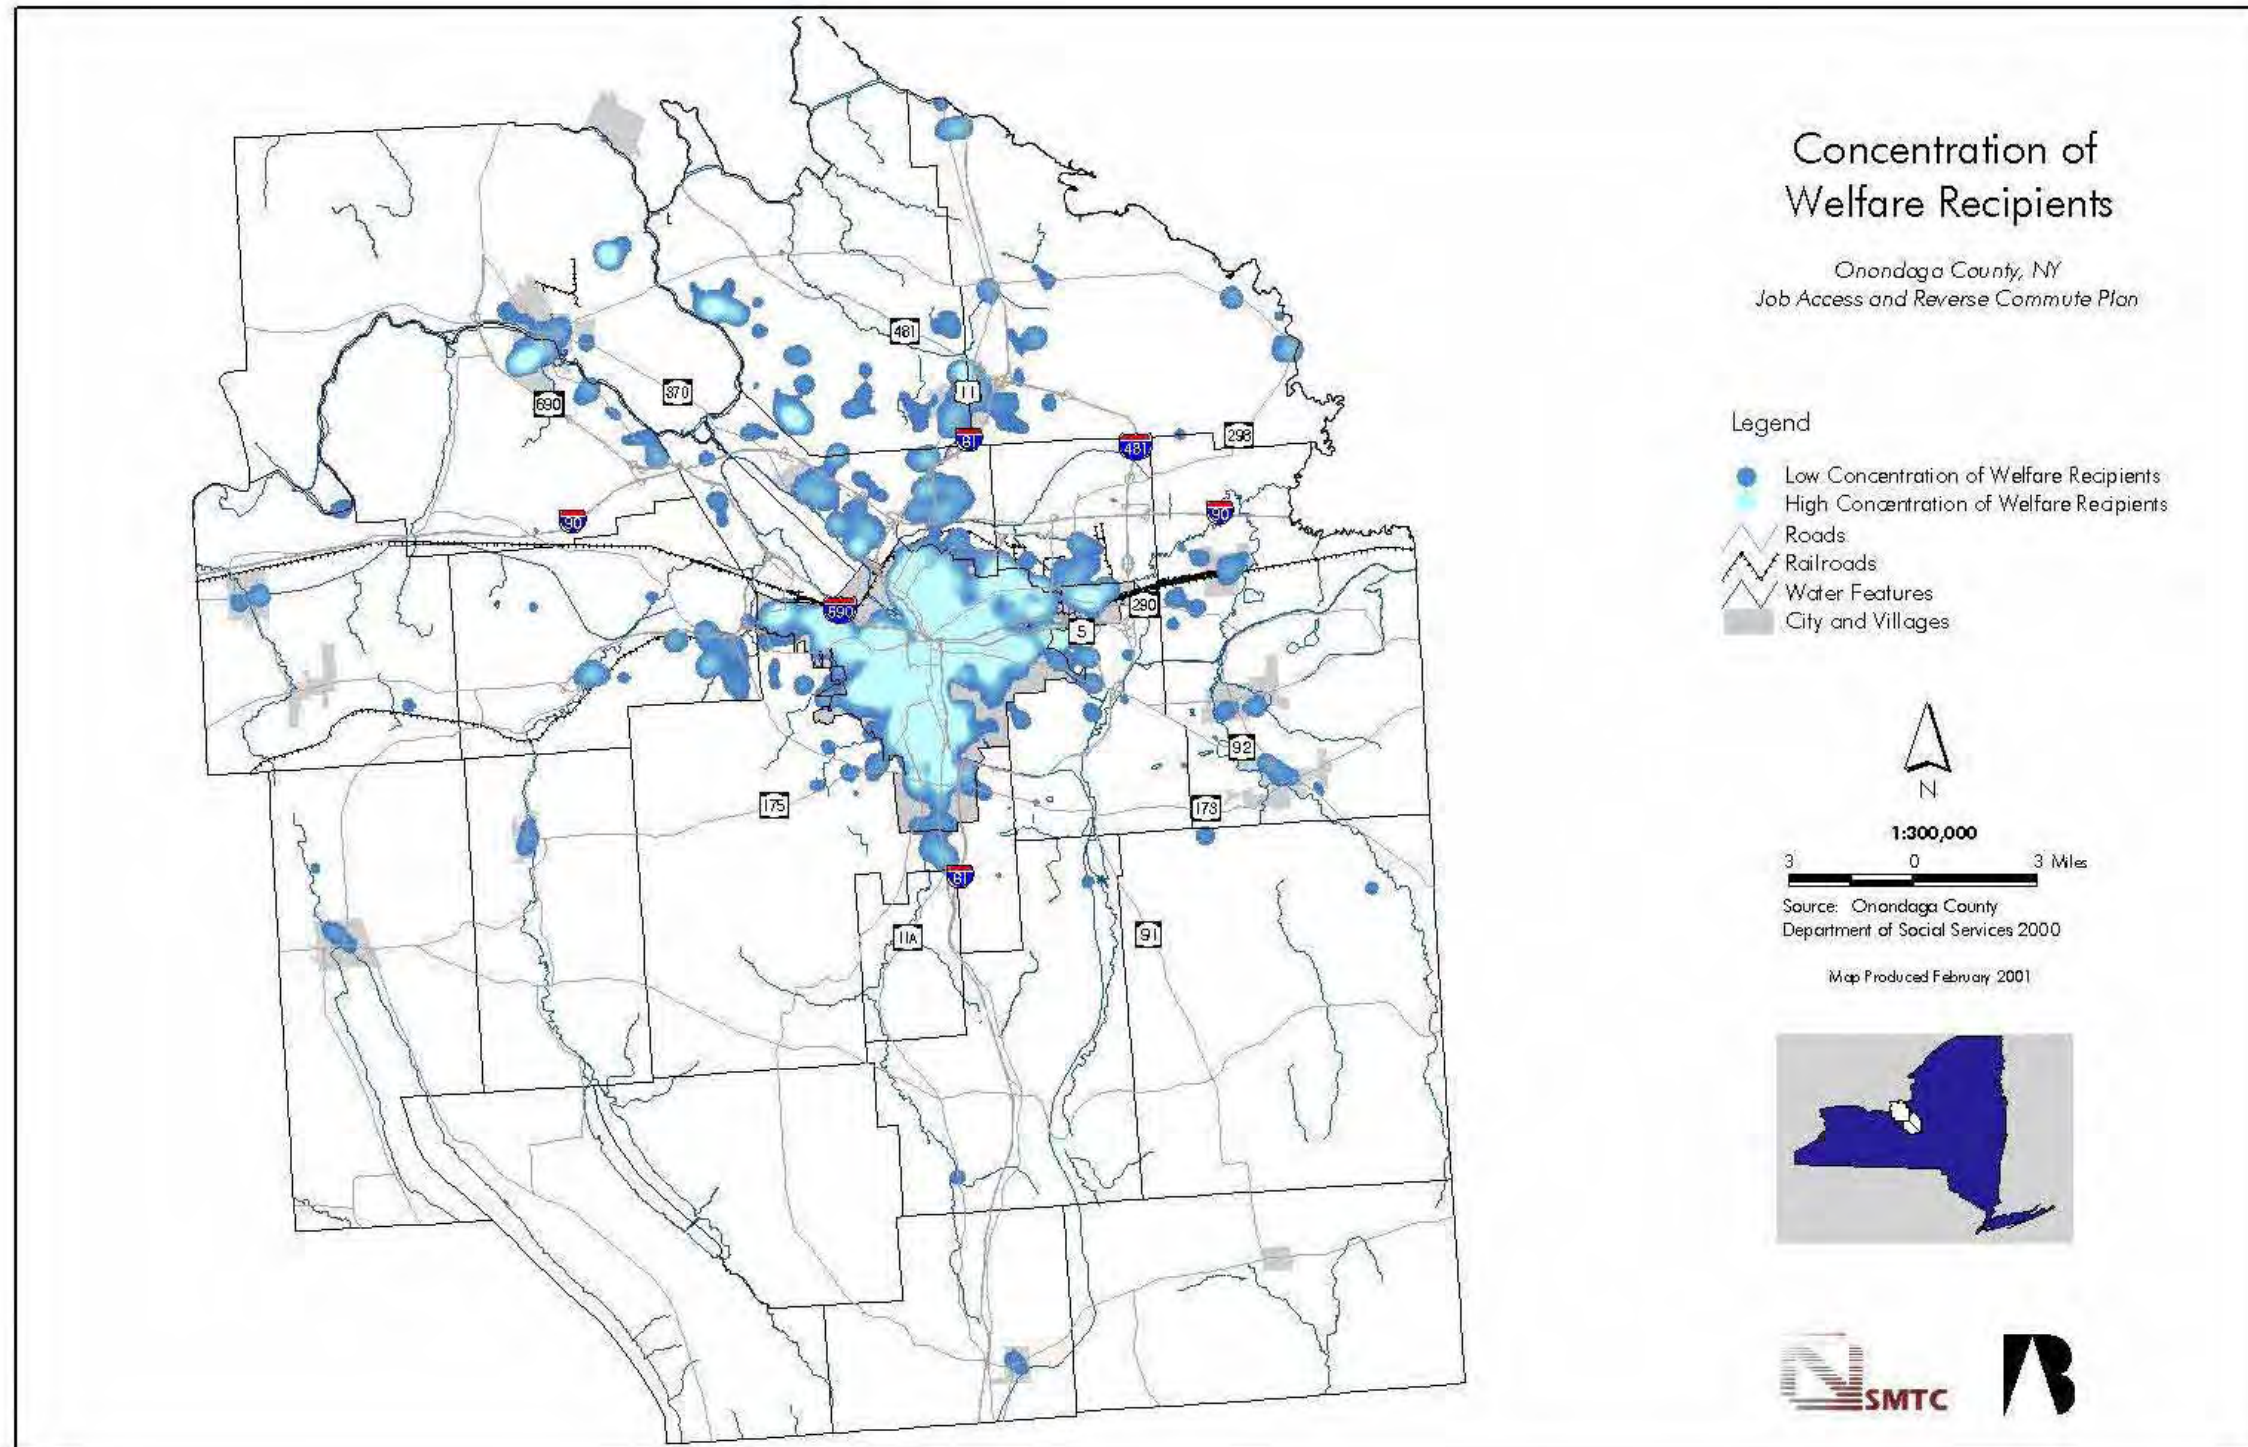 Concentration of
Welfare Recipients
Onondaga County, NY
Job Access and Reverse Commute Plan
Legend
Low Concentration of Welfare Recipients
High Concentration of Welfare Recipients
Roads
Railroads
Water Features
City and Villages
N
1:300,000
3 0 3 Miles
Source: Onondaga County
Department of Social Services 2000
Map Produced February 2001
SMTC
481
11
370
690
81
481
298
90
90
690
290
5
92
175
173
81
11A
91